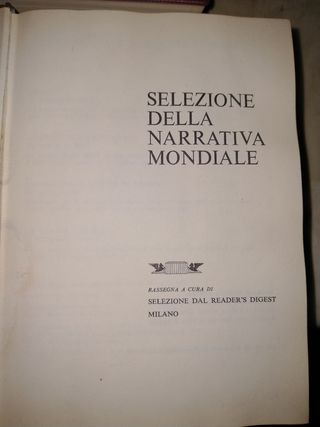 SELEZIONE
DELLA
NARRATIVA
MONDIALE
RASSEGNA A CURA DI
SELEZIONE DAL READER'S DIGEST
MILANO